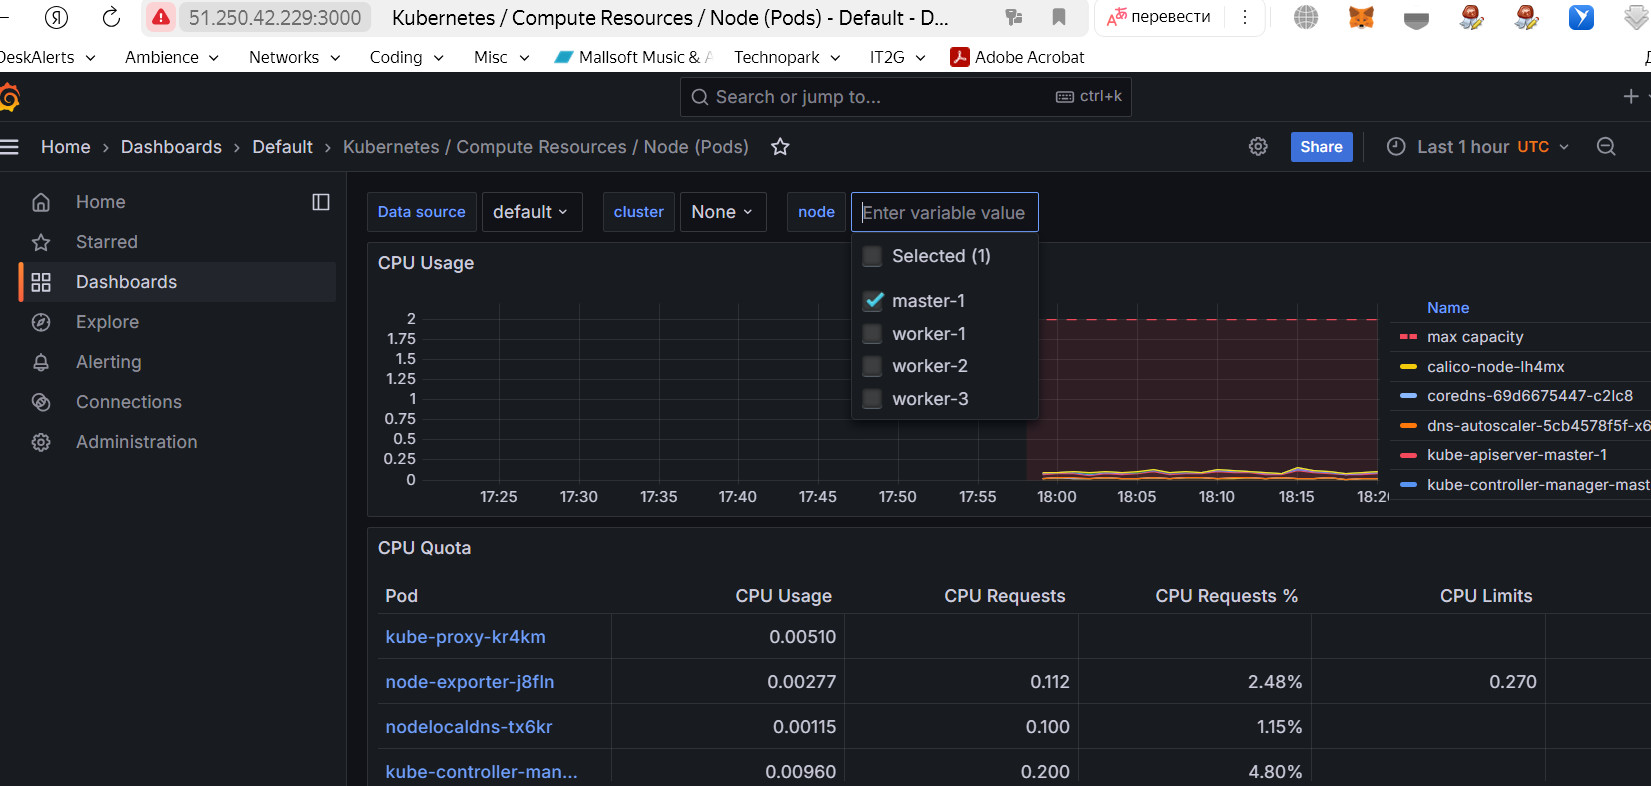 Я 51.250.42.229:3000 Kubernetes / Compute Resources / Node (Pods) - Default - D... перевести
DeskAlerts Ambience Networks Coding Misc Mallsoft Music & Technopark IT2G Adobe Acrobat
Search or jump to... ctrl+k
Home › Dashboards › Default › Kubernetes / Compute Resources / Node (Pods) Share Last 1 hour UTC
Home
Starred
Dashboards
Explore
Alerting
Connections
Administration
Data source default cluster None node Enter variable value
Selected (1)
master-1
worker-1
worker-2
worker-3
CPU Usage
2
1.75
1.5
1.25
1
0.75
0.5
0.25
0
17:25 17:30 17:35 17:40 17:45 17:50 17:55 18:00 18:05 18:10 18:15 18:20
Name
max capacity
calico-node-lh4mx
coredns-69d6675447-c2lc8
dns-autoscaler-5cb4578f5f-x6
kube-apiserver-master-1
kube-controller-manager-mast
CPU Quota
Pod CPU Usage CPU Requests CPU Requests % CPU Limits
kube-proxy-kr4km 0.00510
node-exporter-j8fln 0.00277 0.112 2.48% 0.270
nodelocaldns-tx6kr 0.00115 0.100 1.15%
kube-controller-man... 0.00960 0.200 4.80%